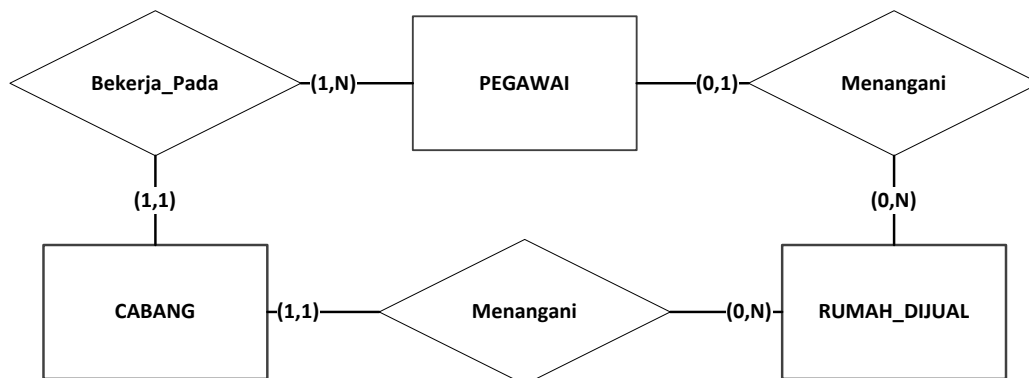 Bekerja_Pada
(1,N)
PEGAWAI
(0,1)
Menangani
(1,1)
(0,N)
CABANG
(1,1)
Menangani
(0,N)
RUMAH_DIJUAL